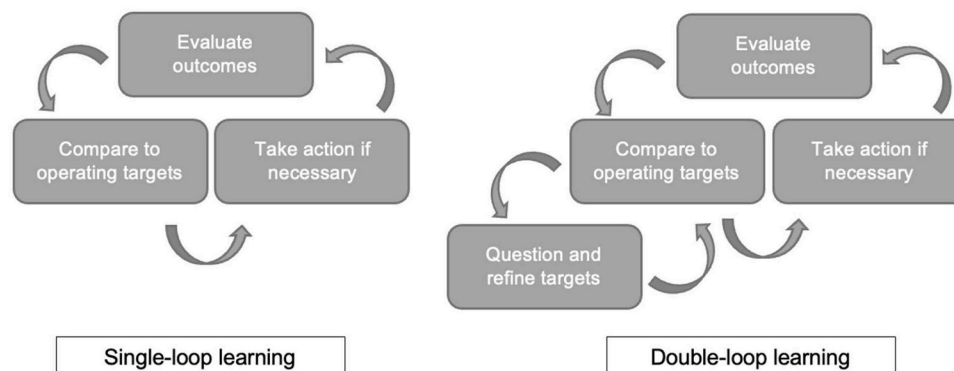 Evaluate
outcomes
Compare to
operating targets
Take action if
necessary
Single-loop learning
Evaluate
outcomes
Compare to
operating targets
Take action if
necessary
Question and
refine targets
Double-loop learning